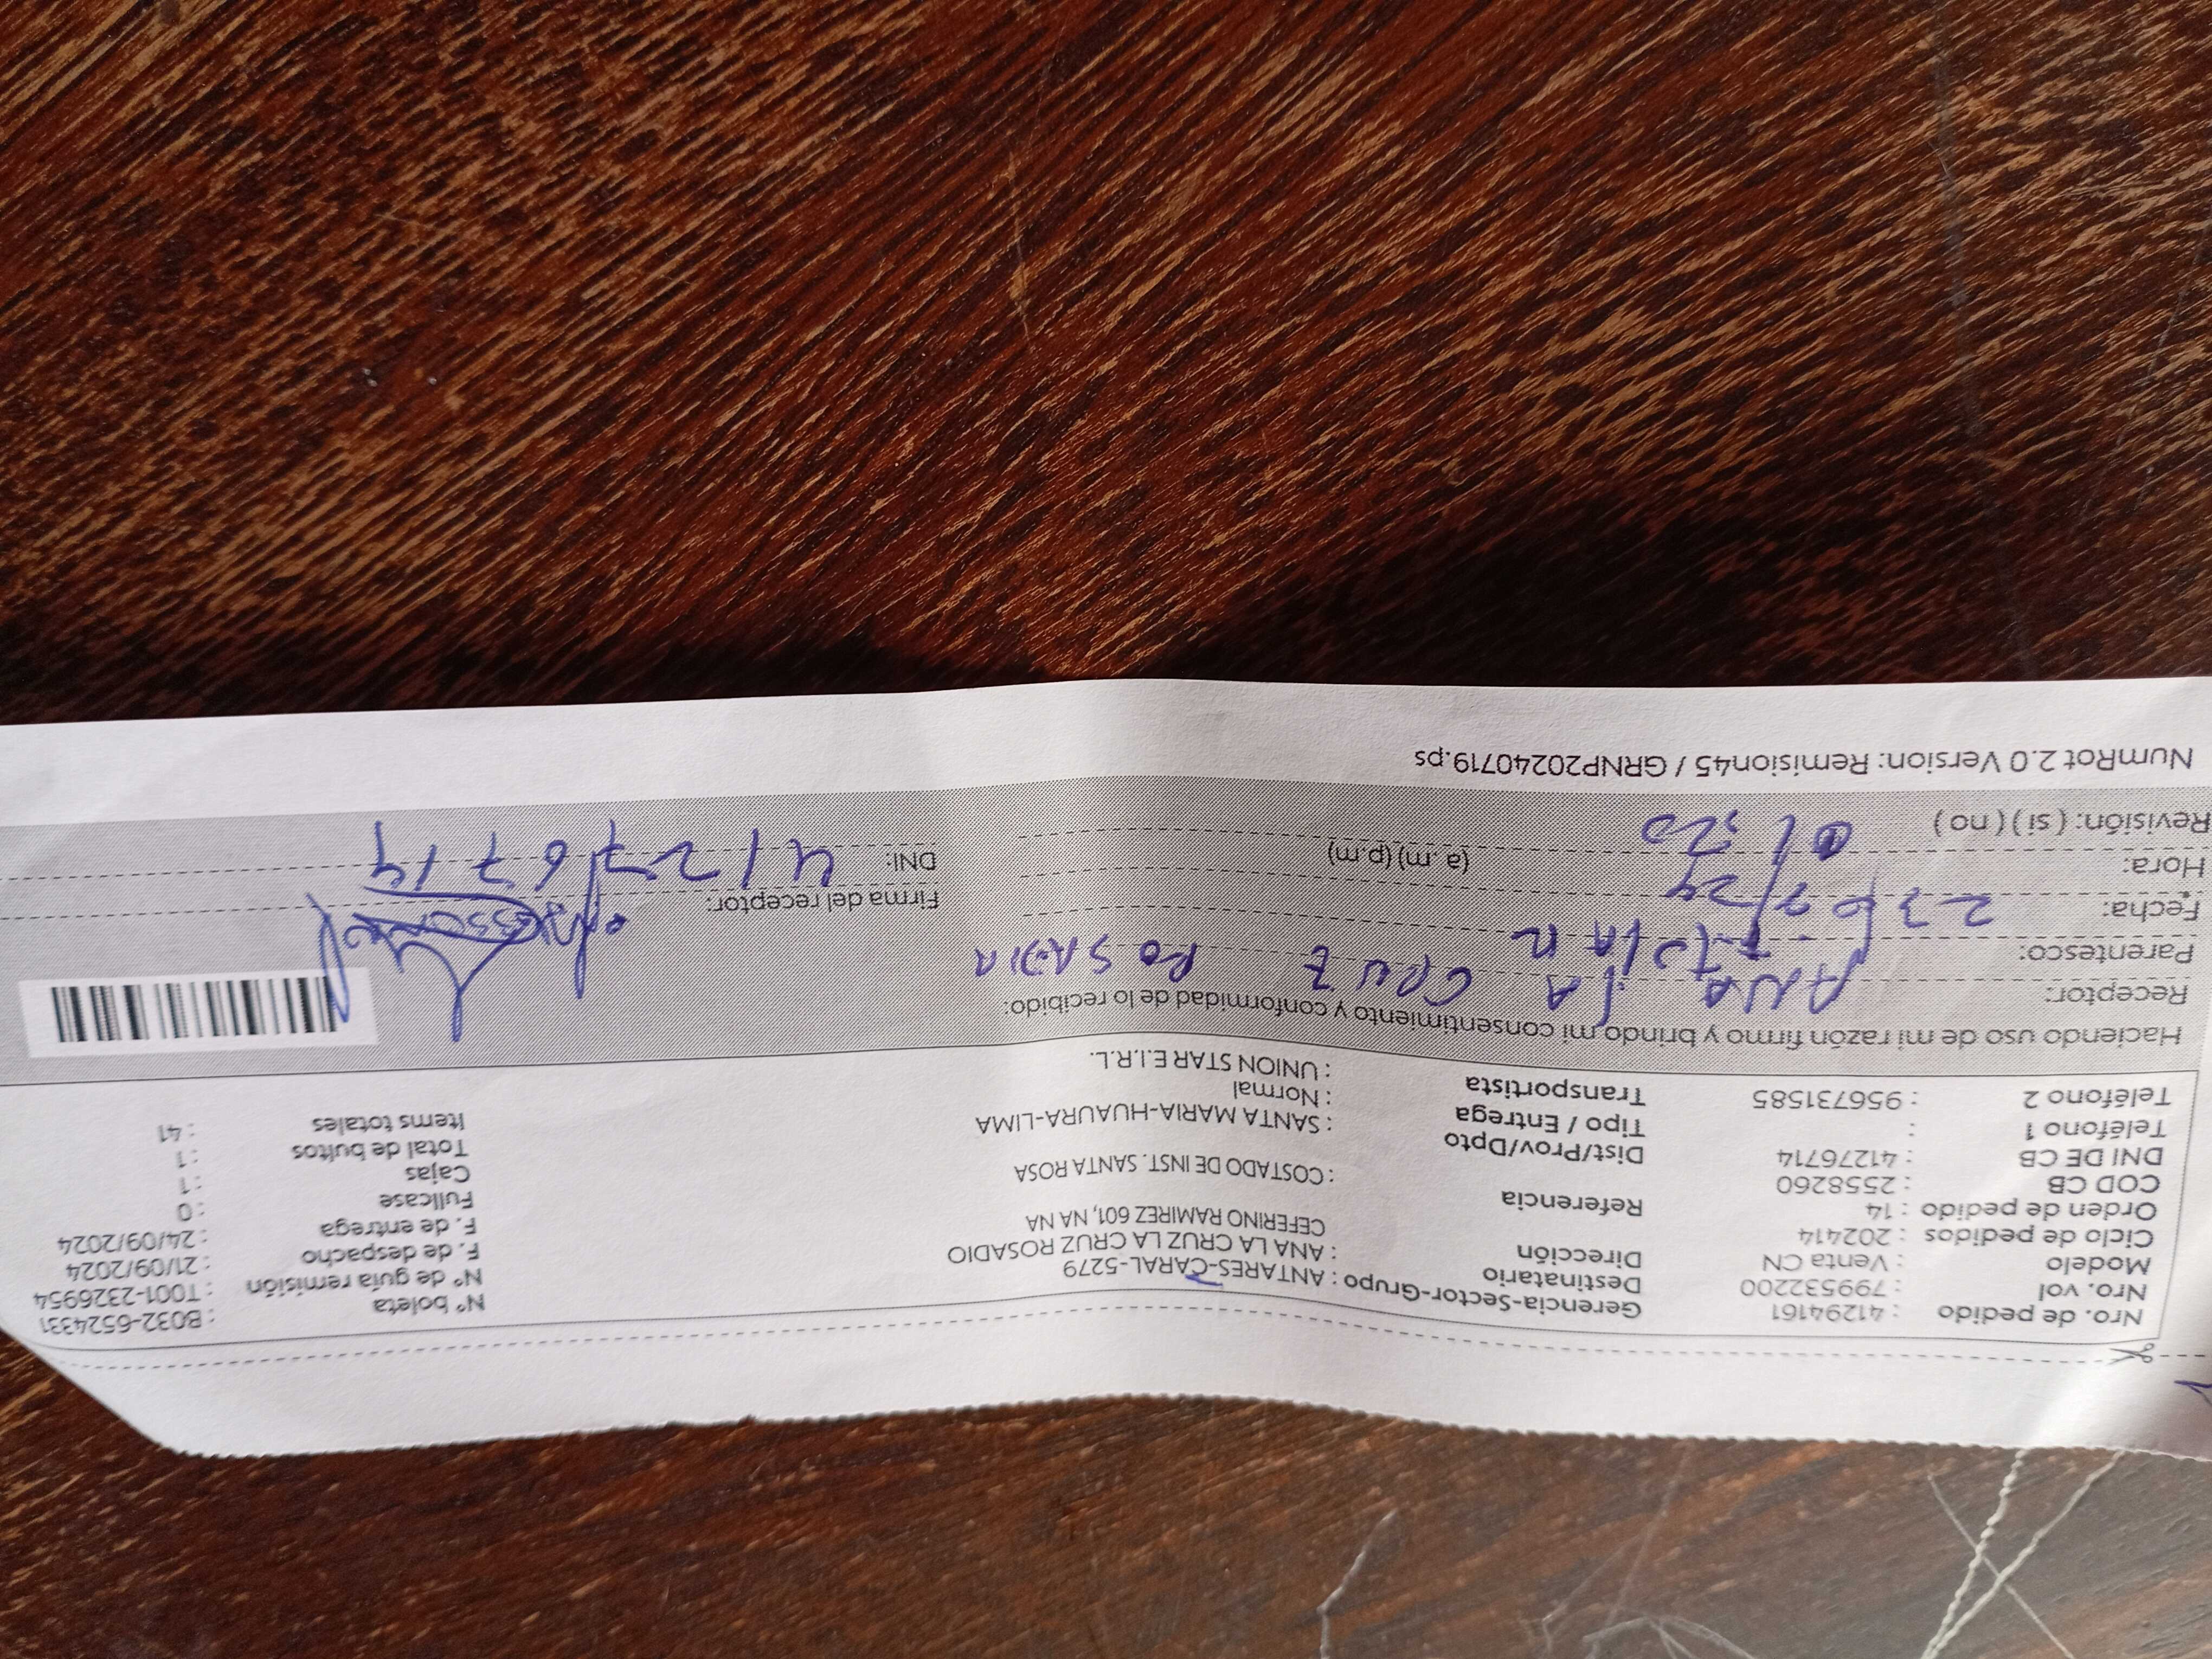 Nro. de pedido : 41294161
Nro. vol : 799532200
Modelo : Venta CN
Ciclo de pedidos : 202414
Orden de pedido : 14
COD CB : 2558260
DNI DE CB : 41276714
Teléfono 1 :
Teléfono 2 : 956731585
Gerencia-Sector-Grupo : ANTARES-CARAL-5279
Destinatario : ANA LA CRUZ LA CRUZ ROSADIO
Dirección CEFERINO RAMIREZ 601, NA NA
Referencia : COSTADO DE INST. SANTA ROSA
Dist/Prov/Dpto : SANTA MARIA-HUAURA-LIMA
Tipo / Entrega : Normal
Transportista : UNION STAR E.I.R.L.
N° boleta : B032-6524331
N° de guía remisión : T001-2326954
F. de despacho : 21/09/2024
F. de entrega : 24/09/2024
Fullcase : 0
Cajas : 1
Total de bultos : 1
Items totales : 41
Haciendo uso de mi razón firmo y brindo mi consentimiento y conformidad de lo recibido:
Receptor: ANA LA CRUZ
Parentesco:
Fecha:
Hora: (a. m) (p.m)
Revisión: ( si ) ( no )
Firma del receptor:
DNI: 41276714
NumRot 2.0 Version: Remision45 / GRNP20240719.ps